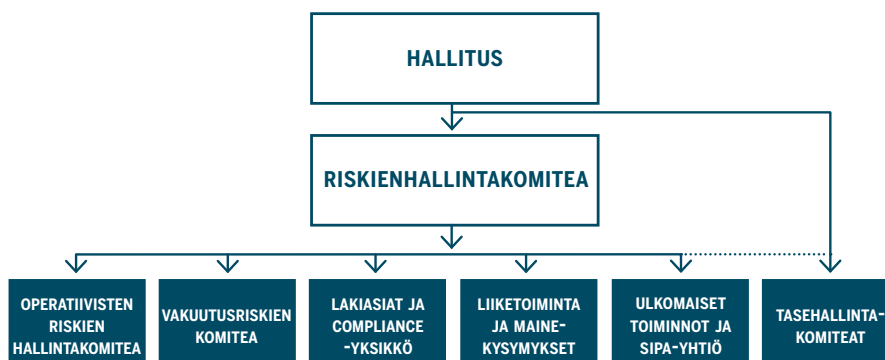 HALLITUS
RISKIENHALLINTAKOMITEA
OPERATIIVISTEN
RISKIEN
HALLINTAKOMITEA
VAKUUTUSRISKIEN
KOMITEA
LAKIASIAT JA
COMPLIANCE
-YKSIKKÖ
LIIKETOIMINTA
JA MAINE-
KYSYMYKSET
ULKOMAISET
TOIMINNOT JA
SIPA-YHTIÖ
TASEHALLINTA-
KOMITEAT